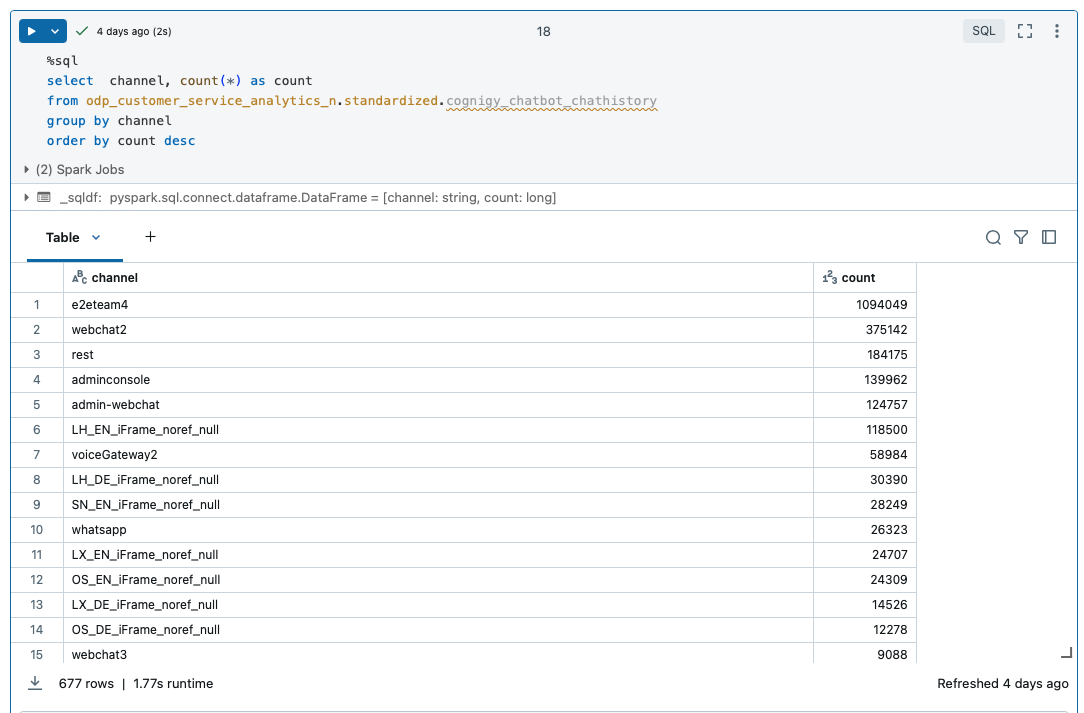 4 days ago (2s)
18
SQL
%sql
select  channel, count(*) as count
from odp_customer_service_analytics_n.standardized.cognigy_chatbot_chathistory
group by channel
order by count desc
(2) Spark Jobs
_sqldf: pyspark.sql.connect.dataframe.DataFrame = [channel: string, count: long]
Table +
ABC channel 123 count
1 e2eteam4 1094049
2 webchat2 375142
3 rest 184175
4 adminconsole 139962
5 admin-webchat 124757
6 LH_EN_iFrame_noref_null 118500
7 voiceGateway2 58984
8 LH_DE_iFrame_noref_null 30390
9 SN_EN_iFrame_noref_null 28249
10 whatsapp 26323
11 LX_EN_iFrame_noref_null 24707
12 OS_EN_iFrame_noref_null 24309
13 LX_DE_iFrame_noref_null 14526
14 OS_DE_iFrame_noref_null 12278
15 webchat3 9088
677 rows | 1.77s runtime
Refreshed 4 days ago